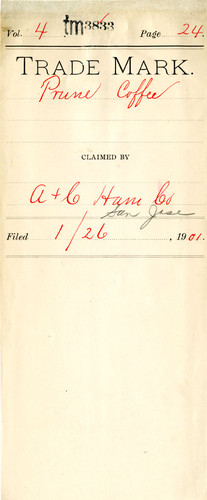 Vol. 4 tm3833 Page 24.
TRADE MARK.
Prune Coffee
CLAIMED BY
A & C Ham Co
San Jose
Filed 1/26, 1901.